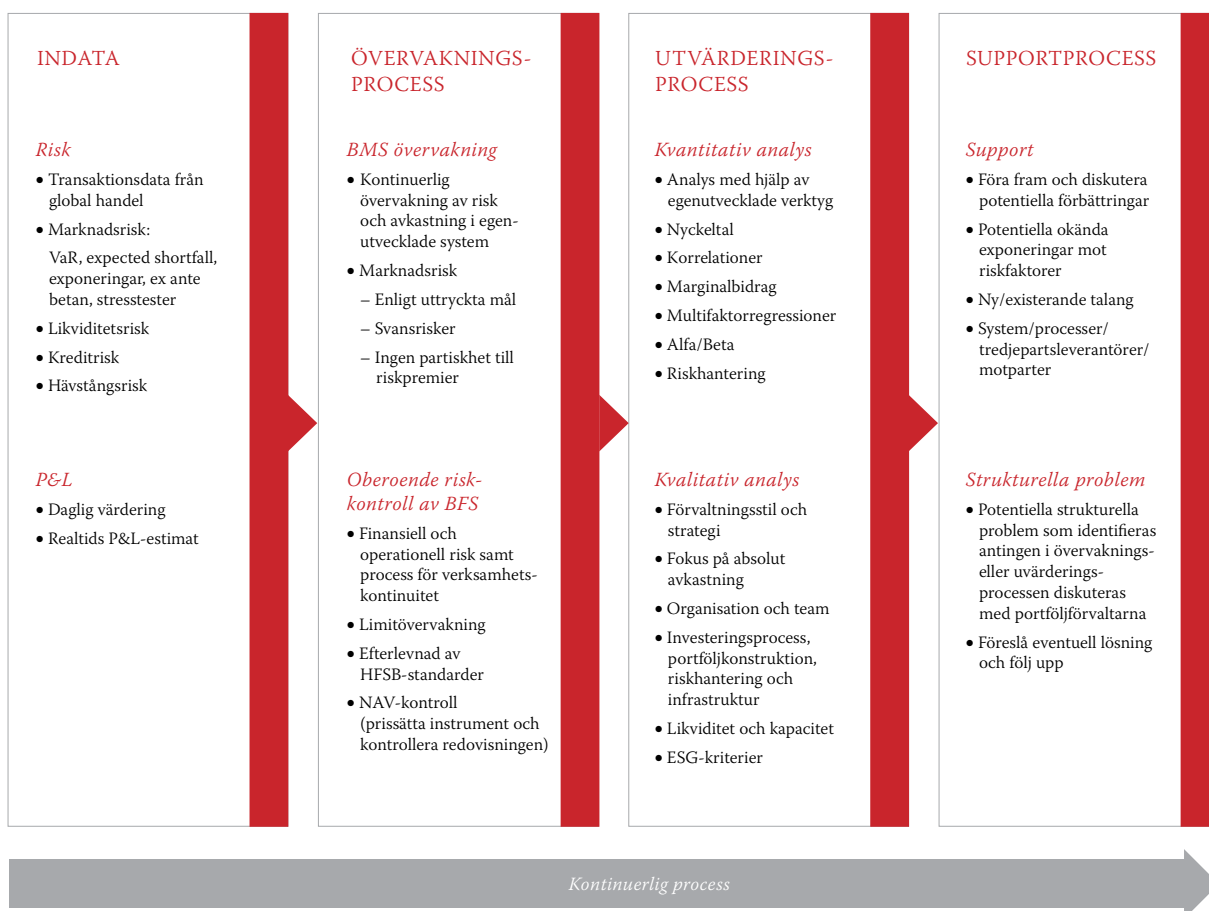 INDATA
Risk
• Transaktionsdata från
global handel
• Marknadsrisk:
VaR, expected shortfall,
exponeringar, ex ante
betan, stresstester
• Likviditetsrisk
• Kreditrisk
• Hävstångsrisk
P&L
• Daglig värdering
• Realtids P&L-estimat
ÖVERVAKNINGS-
PROCESS
BMS övervakning
• Kontinuerlig
övervakning av risk
och avkastning i egen-
utvecklade system
• Marknadsrisk
– Enligt uttryckta mål
– Svansrisker
– Ingen partiskhet till
riskpremier
Oberoende risk-
kontroll av BFS
• Finansiell och
operationell risk samt
process för verksamhets-
kontinuitet
• Limitövervakning
• Efterlevnad av
HFSB-standarder
• NAV-kontroll
(prissätta instrument och
kontrollera redovisningen)
UTVÄRDERINGS-
PROCESS
Kvantitativ analys
• Analys med hjälp av
egenutvecklade verktyg
• Nyckeltal
• Korrelationer
• Marginalbidrag
• Multifaktorregressioner
• Alfa/Beta
• Riskhantering
Kvalitativ analys
• Förvaltningsstil och
strategi
• Fokus på absolut
avkastning
• Organisation och team
• Investeringsprocess,
portföljkonstruktion,
riskhantering och
infrastruktur
• Likviditet och kapacitet
• ESG-kriterier
SUPPORTPROCESS
Support
• Föra fram och diskutera
potentiella förbättringar
• Potentiella okända
exponeringar mot
riskfaktorer
• Ny/existerande talang
• System/processer/
tredjepartsleverantörer/
motparter
Strukturella problem
• Potentiella strukturella
problem som identifieras
antingen i övervaknings-
eller uvärderings-
processen diskuteras
med portföljförvaltarna
• Föreslå eventuell lösning
och följ upp
Kontinuerlig process